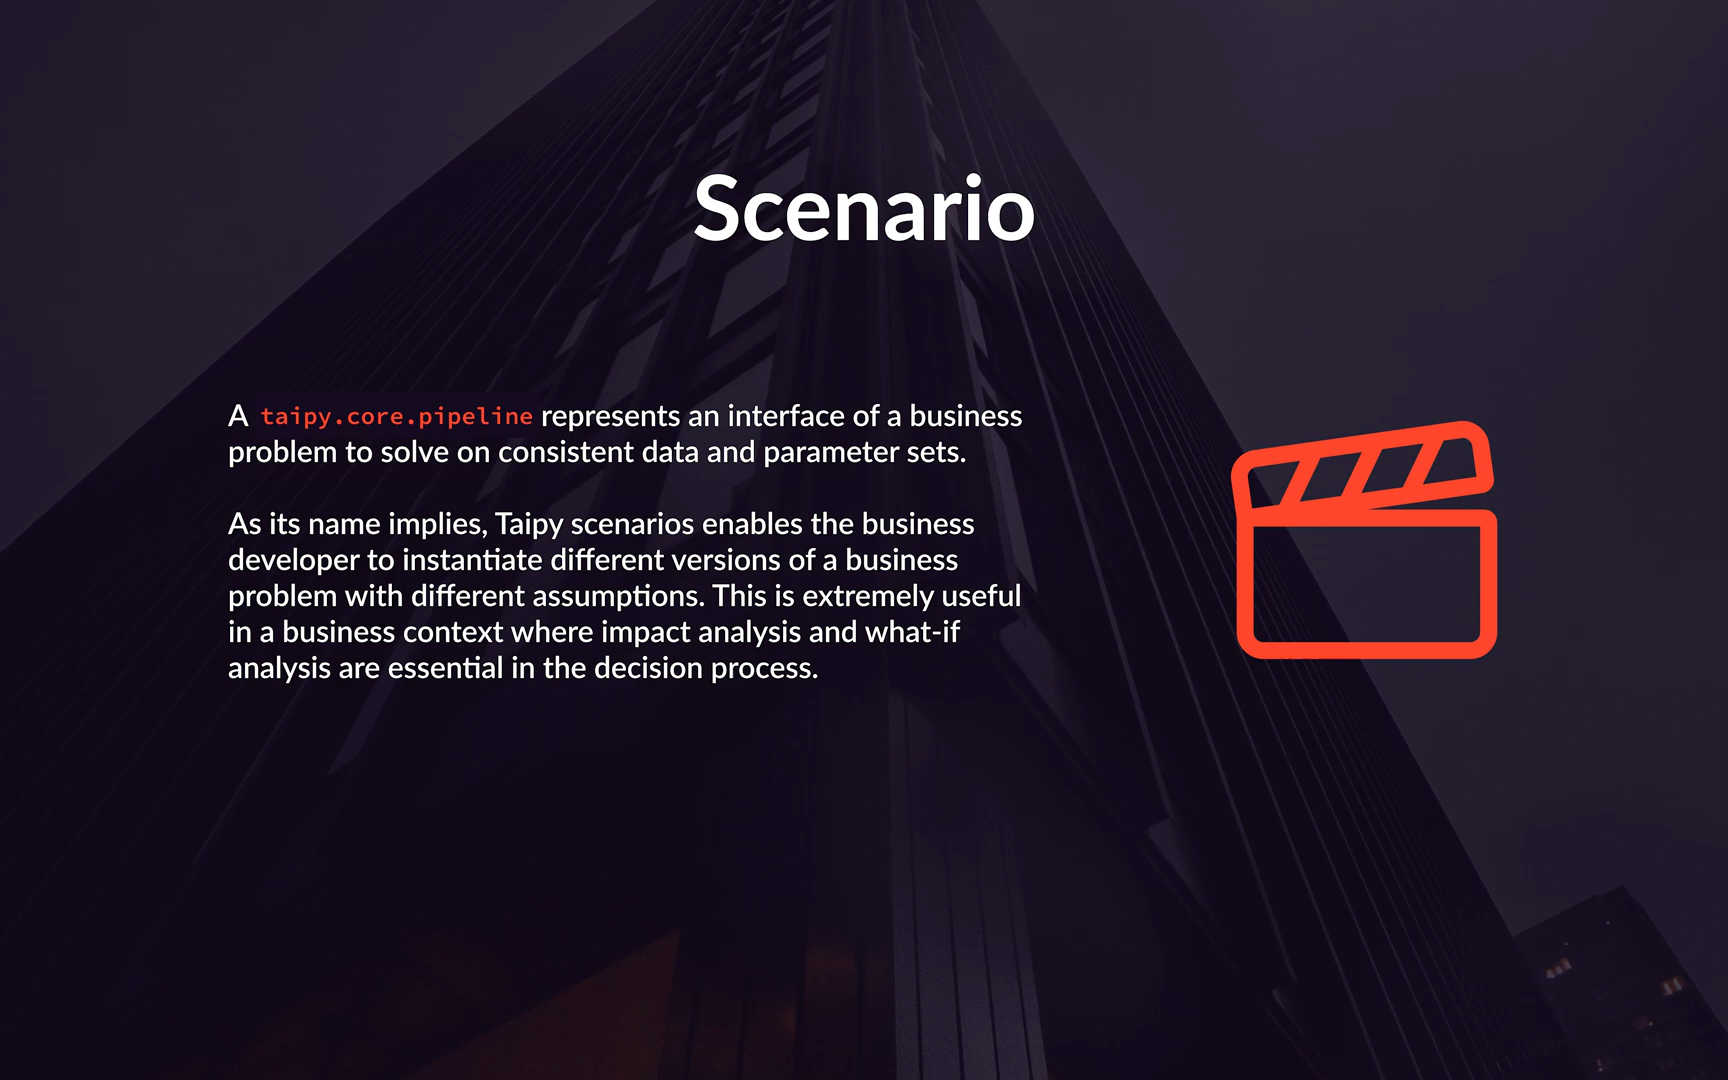 Scenario
A taipy.core.pipeline represents an interface of a business
problem to solve on consistent data and parameter sets.
As its name implies, Taipy scenarios enables the business
developer to instantiate different versions of a business
problem with different assumptions. This is extremely useful
in a business context where impact analysis and what-if
analysis are essential in the decision process.